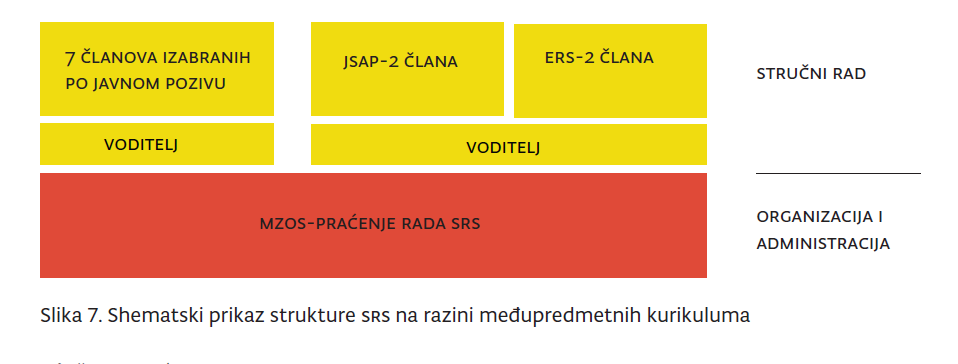 7 ČLANOVA IZABRANIH
PO JAVNOM POZIVU
JSAP-2 ČLANA
ERS-2 ČLANA
STRUČNI RAD
VODITELJ
VODITELJ
MZOS-PRAĆENJE RADA SRS
ORGANIZACIJA I
ADMINISTRACIJA
Slika 7. Shematski prikaz strukture SRS na razini međupredmetnih kurikuluma